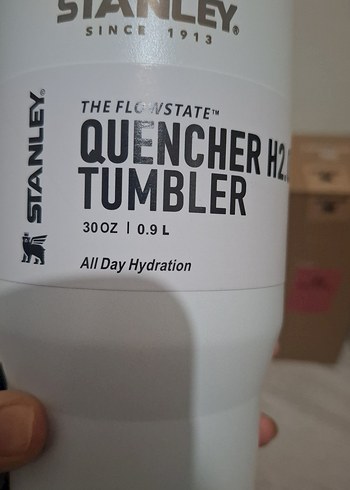 STANLEY®
SINCE 1913
STANLEY®
THE FLOWSTATE™
QUENCHER H2.
TUMBLER
30 OZ | 0.9 L
All Day Hydration